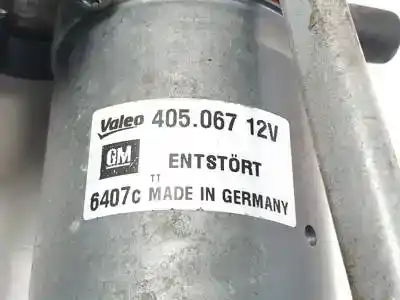 Valeo 405.067 12V
GM ENTSTÖRT
TT
6407c MADE IN GERMANY